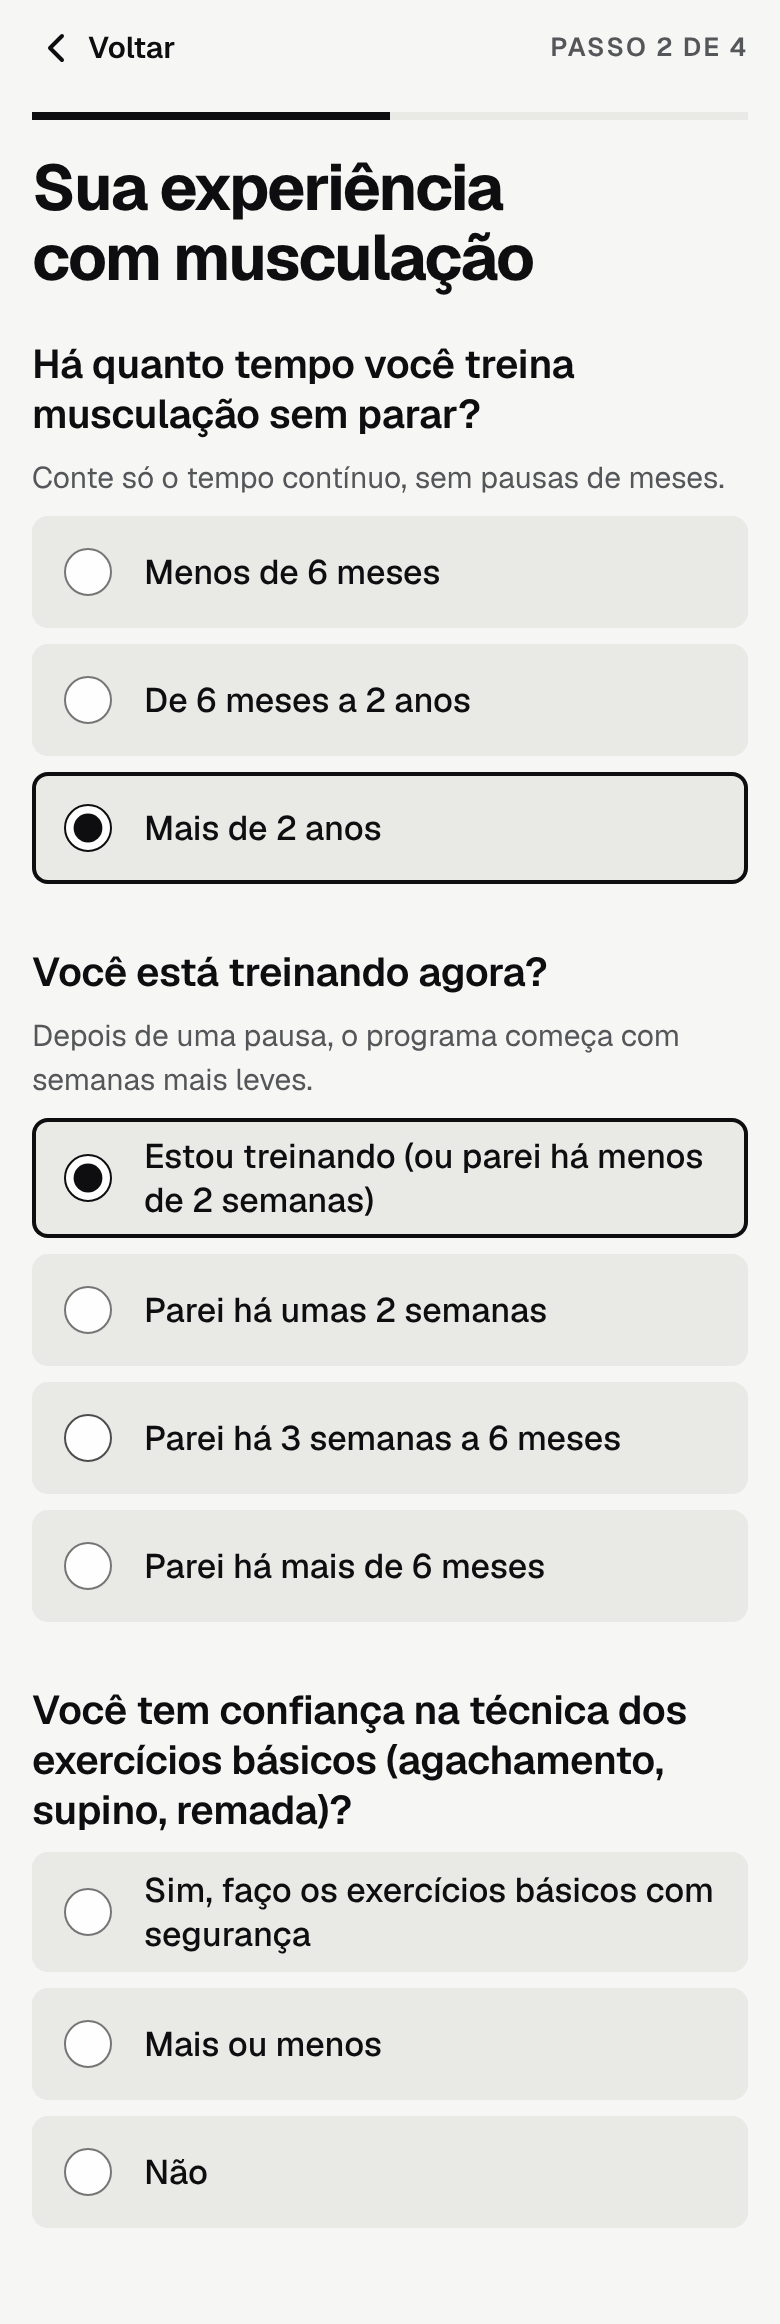 Voltar
PASSO 2 DE 4
Sua experiência
com musculação
Há quanto tempo você treina
musculação sem parar?
Conte só o tempo contínuo, sem pausas de meses.
Menos de 6 meses
De 6 meses a 2 anos
Mais de 2 anos
Você está treinando agora?
Depois de uma pausa, o programa começa com
semanas mais leves.
Estou treinando (ou parei há menos
de 2 semanas)
Parei há umas 2 semanas
Parei há 3 semanas a 6 meses
Parei há mais de 6 meses
Você tem confiança na técnica dos
exercícios básicos (agachamento,
supino, remada)?
Sim, faço os exercícios básicos com
segurança
Mais ou menos
Não